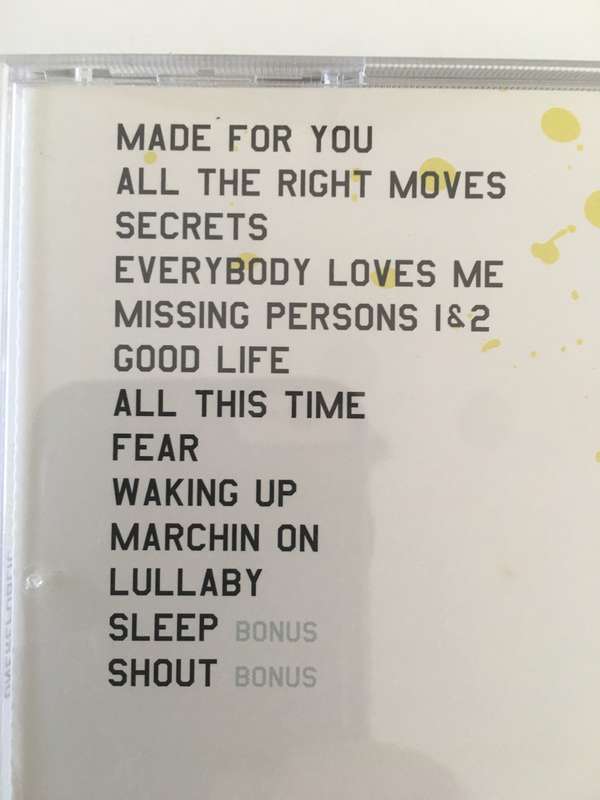 MADE FOR YOU
ALL THE RIGHT MOVES
SECRETS
EVERYBODY LOVES ME
MISSING PERSONS 1&2
GOOD LIFE
ALL THIS TIME
FEAR
WAKING UP
MARCHIN ON
LULLABY
SLEEP BONUS
SHOUT BONUS